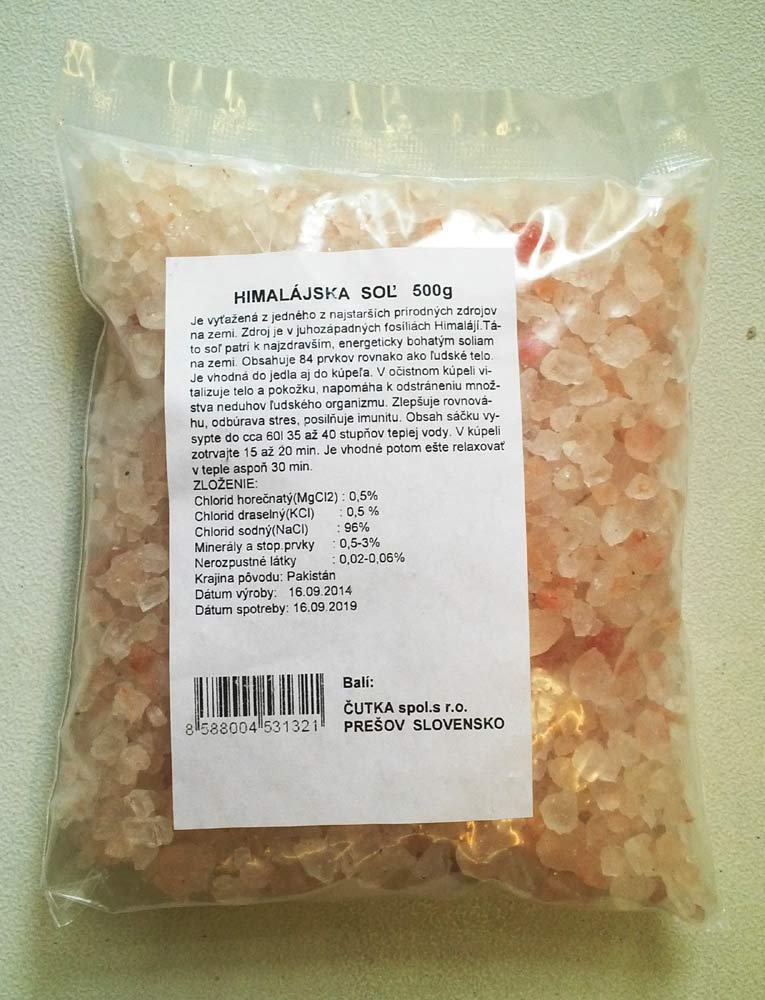 HIMALÁJSKA SOĽ 500g
Je vyťažená z jedného z najstarších prírodných zdrojov
na zemi. Zdroj je v juhozápadných fosíliách Himalájí.Tá-
to soľ patrí k najzdravším, energeticky bohatým soliam
na zemi. Obsahuje 84 prvkov rovnako ako ľudské telo.
Je vhodná do jedla aj do kúpeľa. V očistnom kúpeli vi-
talizuje telo a pokožku, napomáha k odstráneniu množ-
stva neduhov ľudského organizmu. Zlepšuje rovnová-
hu, odbúrava stres, posilňuje imunitu. Obsah sáčku vy-
sypte do cca 60l 35 až 40 stupňov teplej vody. V kúpeli
zotrvajte 15 až 20 min. Je vhodné potom ešte relaxovať
v teple aspoň 30 min.
ZLOŽENIE:
Chlorid horečnatý(MgCl2) : 0,5%
Chlorid draselný(KCl) : 0,5 %
Chlorid sodný(NaCl) : 96%
Minerály a stop.prvky : 0,5-3%
Nerozpustné látky : 0,02-0,06%
Krajina pôvodu: Pakistán
Dátum výroby: 16.09.2014
Dátum spotreby: 16.09.2019
Balí:
ČUTKA spol.s r.o.
PREŠOV SLOVENSKO
8 588004 531321